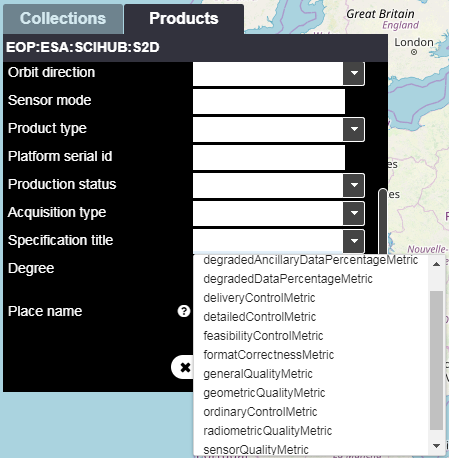 Collections
Products
EOP:ESA:SCIHUB:S2D
Orbit direction
Sensor mode
Product type
Platform serial id
Production status
Acquisition type
Specification title
Degree
Place name
?
degradedAncillaryDataPercentageMetric
degradedDataPercentageMetric
deliveryControlMetric
detailedControlMetric
feasibilityControlMetric
formatCorrectnessMetric
generalQualityMetric
geometricQualityMetric
ordinaryControlMetric
radiometricQualityMetric
sensorQualityMetric
Great Britain
England
London
es
es
Nouvelle-